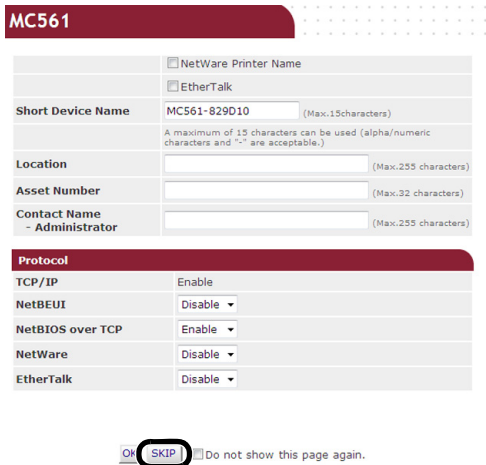 MC561
NetWare Printer Name
EtherTalk
Short Device Name MC561-829D10 (Max.15characters)
A maximum of 15 characters can be used (alpha/numeric
characters and "-" are acceptable.)
Location (Max.255 characters)
Asset Number (Max.32 characters)
Contact Name
- Administrator (Max.255 characters)
Protocol
TCP/IP Enable
NetBEUI Disable
NetBIOS over TCP Enable
NetWare Disable
EtherTalk Disable
OK SKIP Do not show this page again.